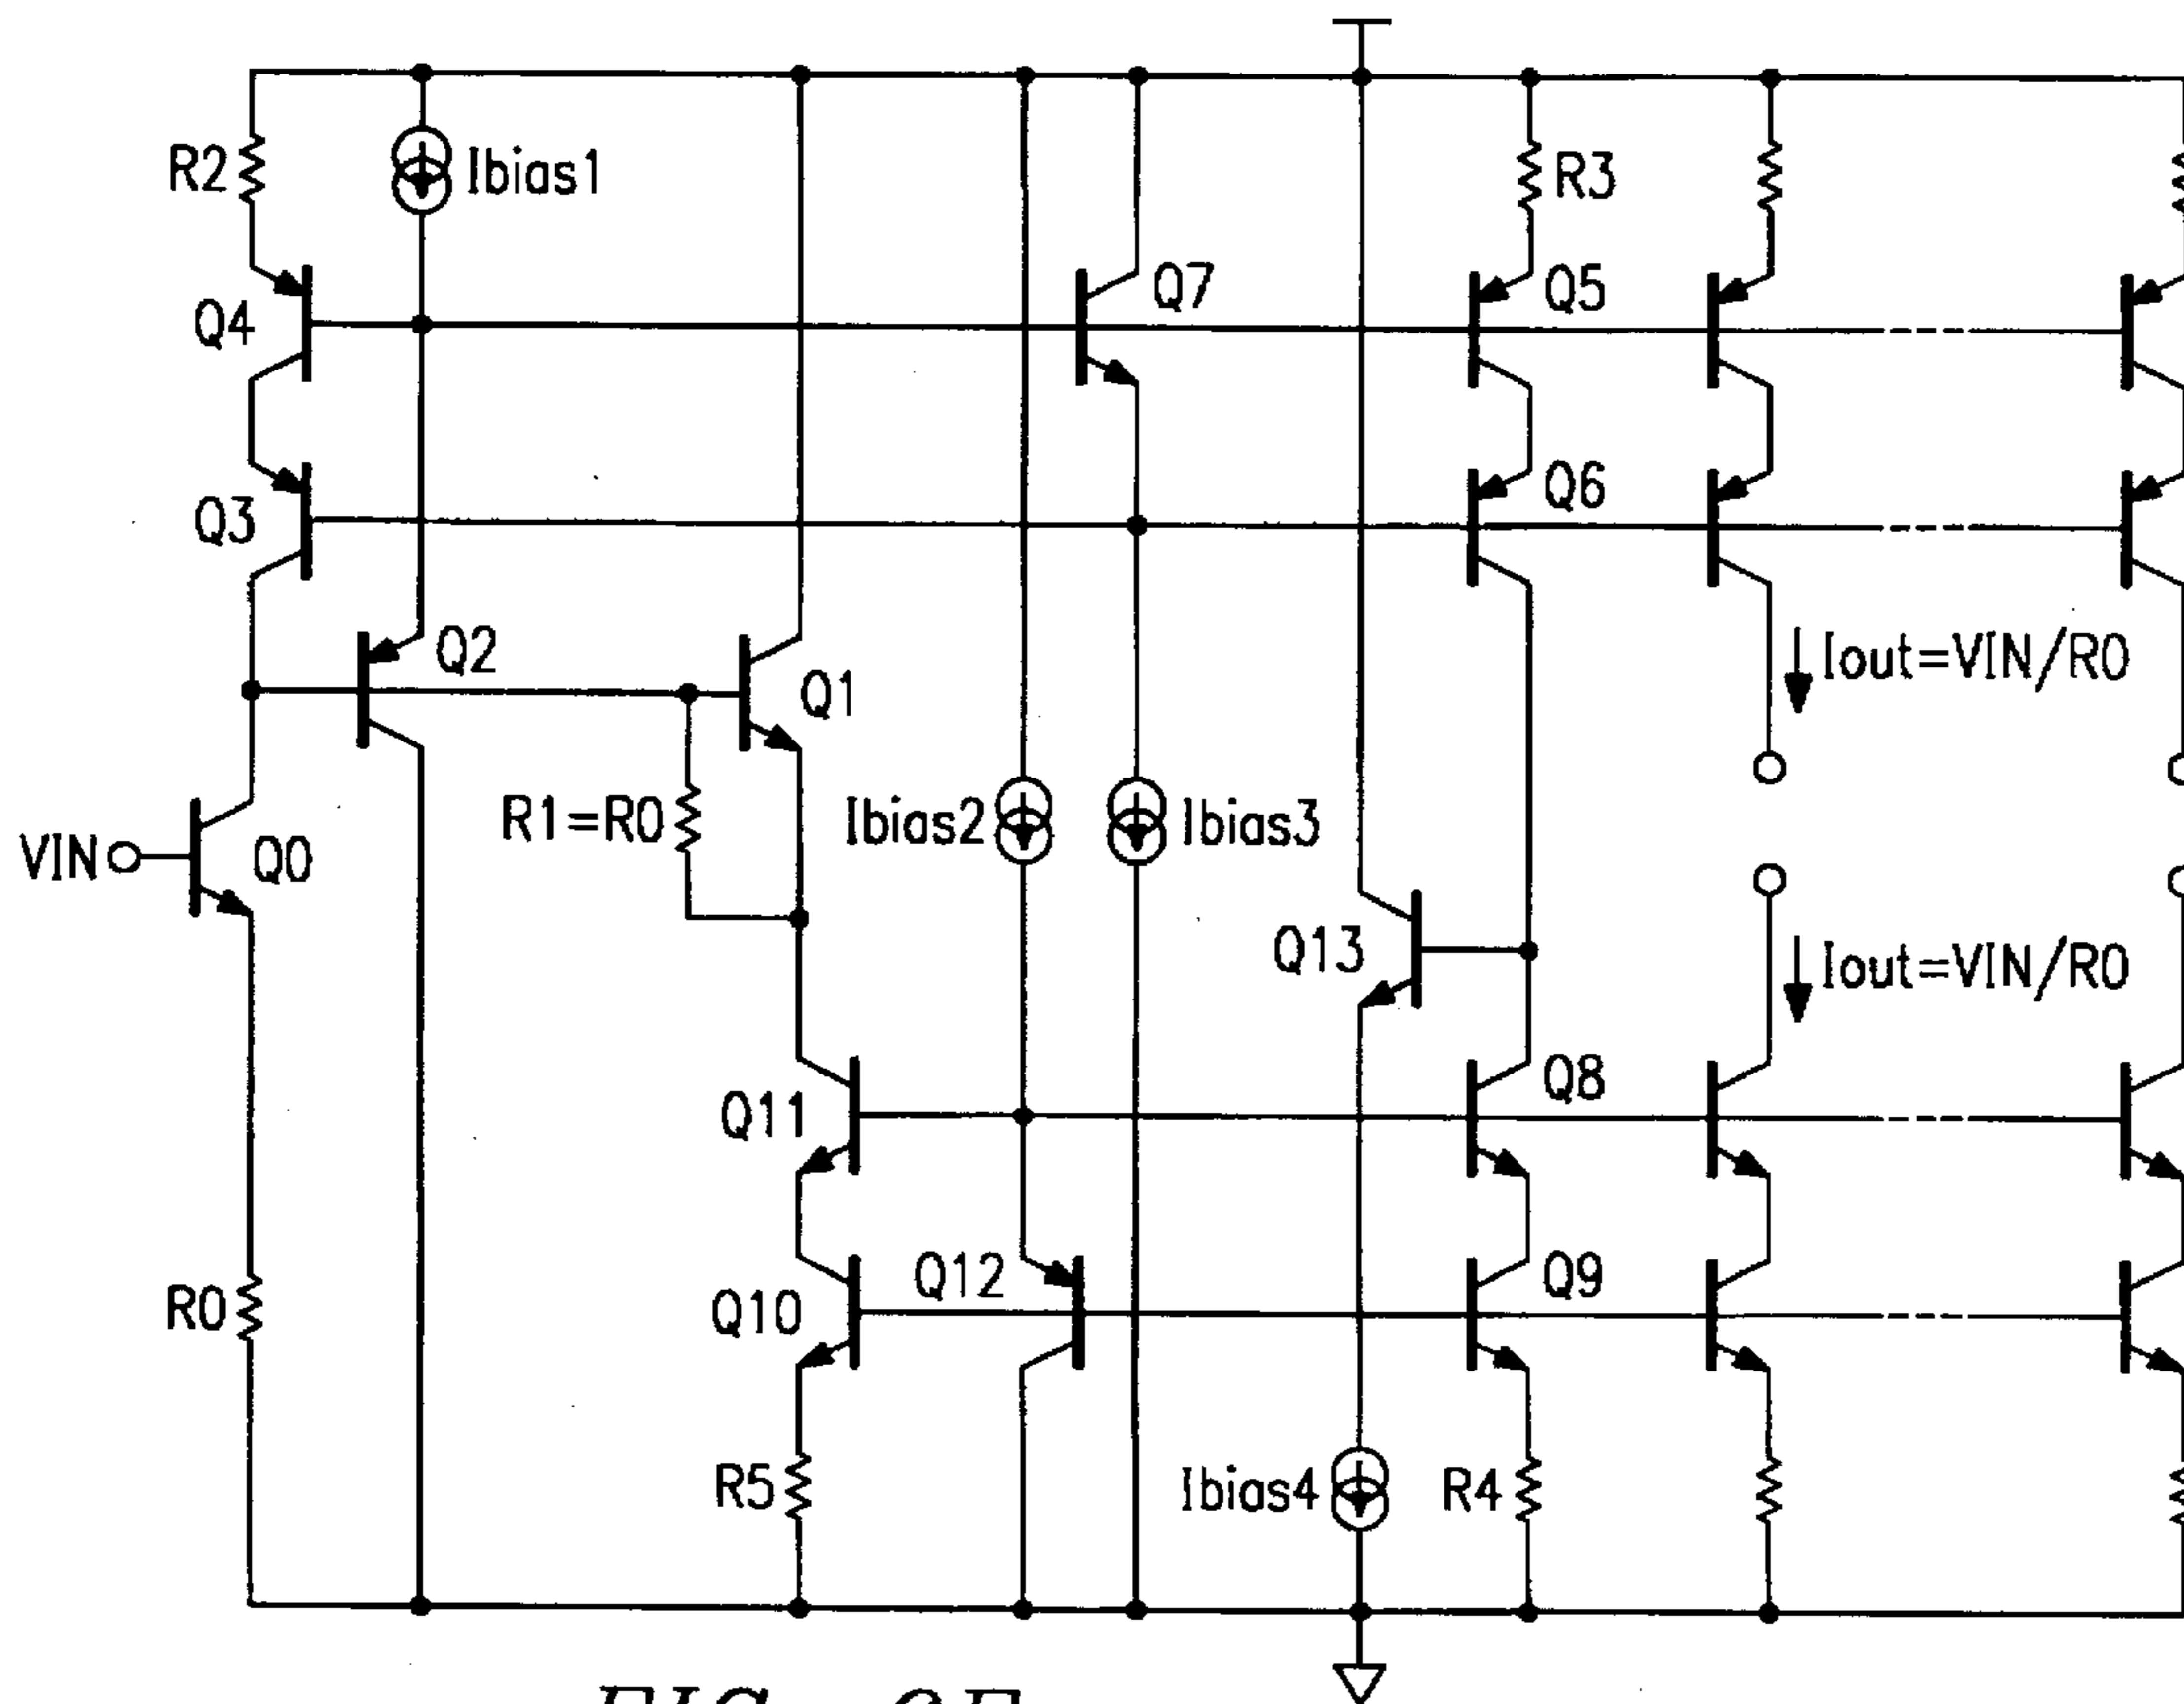 R2
Ibias1
Q4
Q7
R3
Q5
Q3
Q6
Q2
Q1
Iout=VIN/R0
R1=R0
Ibias2
Ibias3
VIN
Q0
Q13
Iout=VIN/R0
Q11
Q8
Q12
Q9
R0
Q10
R5
Ibias4
R4